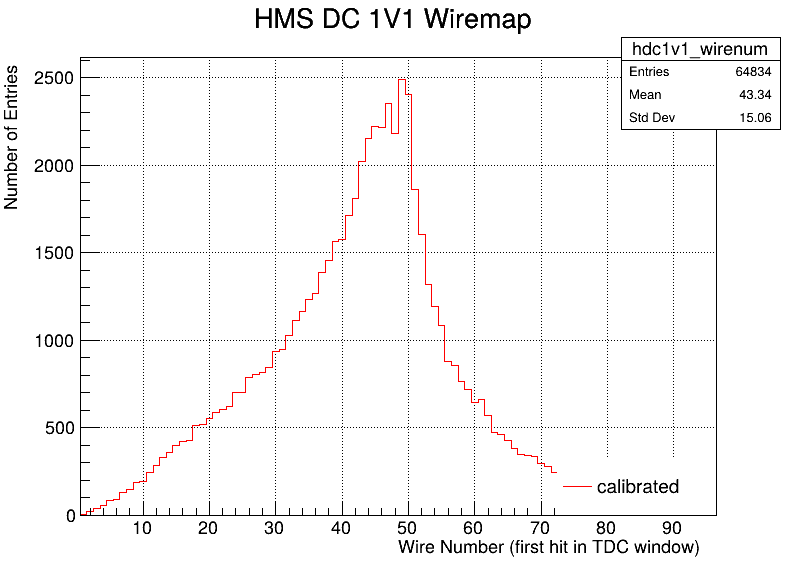 HMS DC 1V1 Wiremap
hdc1v1_wirenum
Entries 64834
Mean 43.34
Std Dev 15.06
Number of Entries
2500
2000
1500
1000
500
0
10 20 30 40 50 60 70 80 90
Wire Number (first hit in TDC window)
calibrated